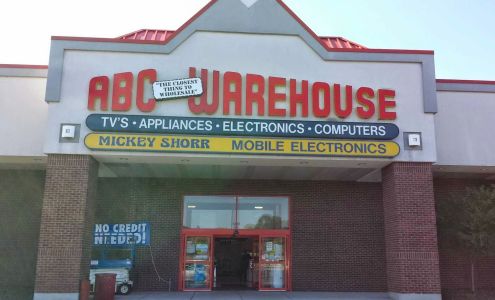 ABC WAREHOUSE
"THE CLOSEST
THING TO
WHOLESALE"
TV'S • APPLIANCES • ELECTRONICS • COMPUTERS
MICKEY SHORR MOBILE ELECTRONICS
NO CREDIT
NEEDED!